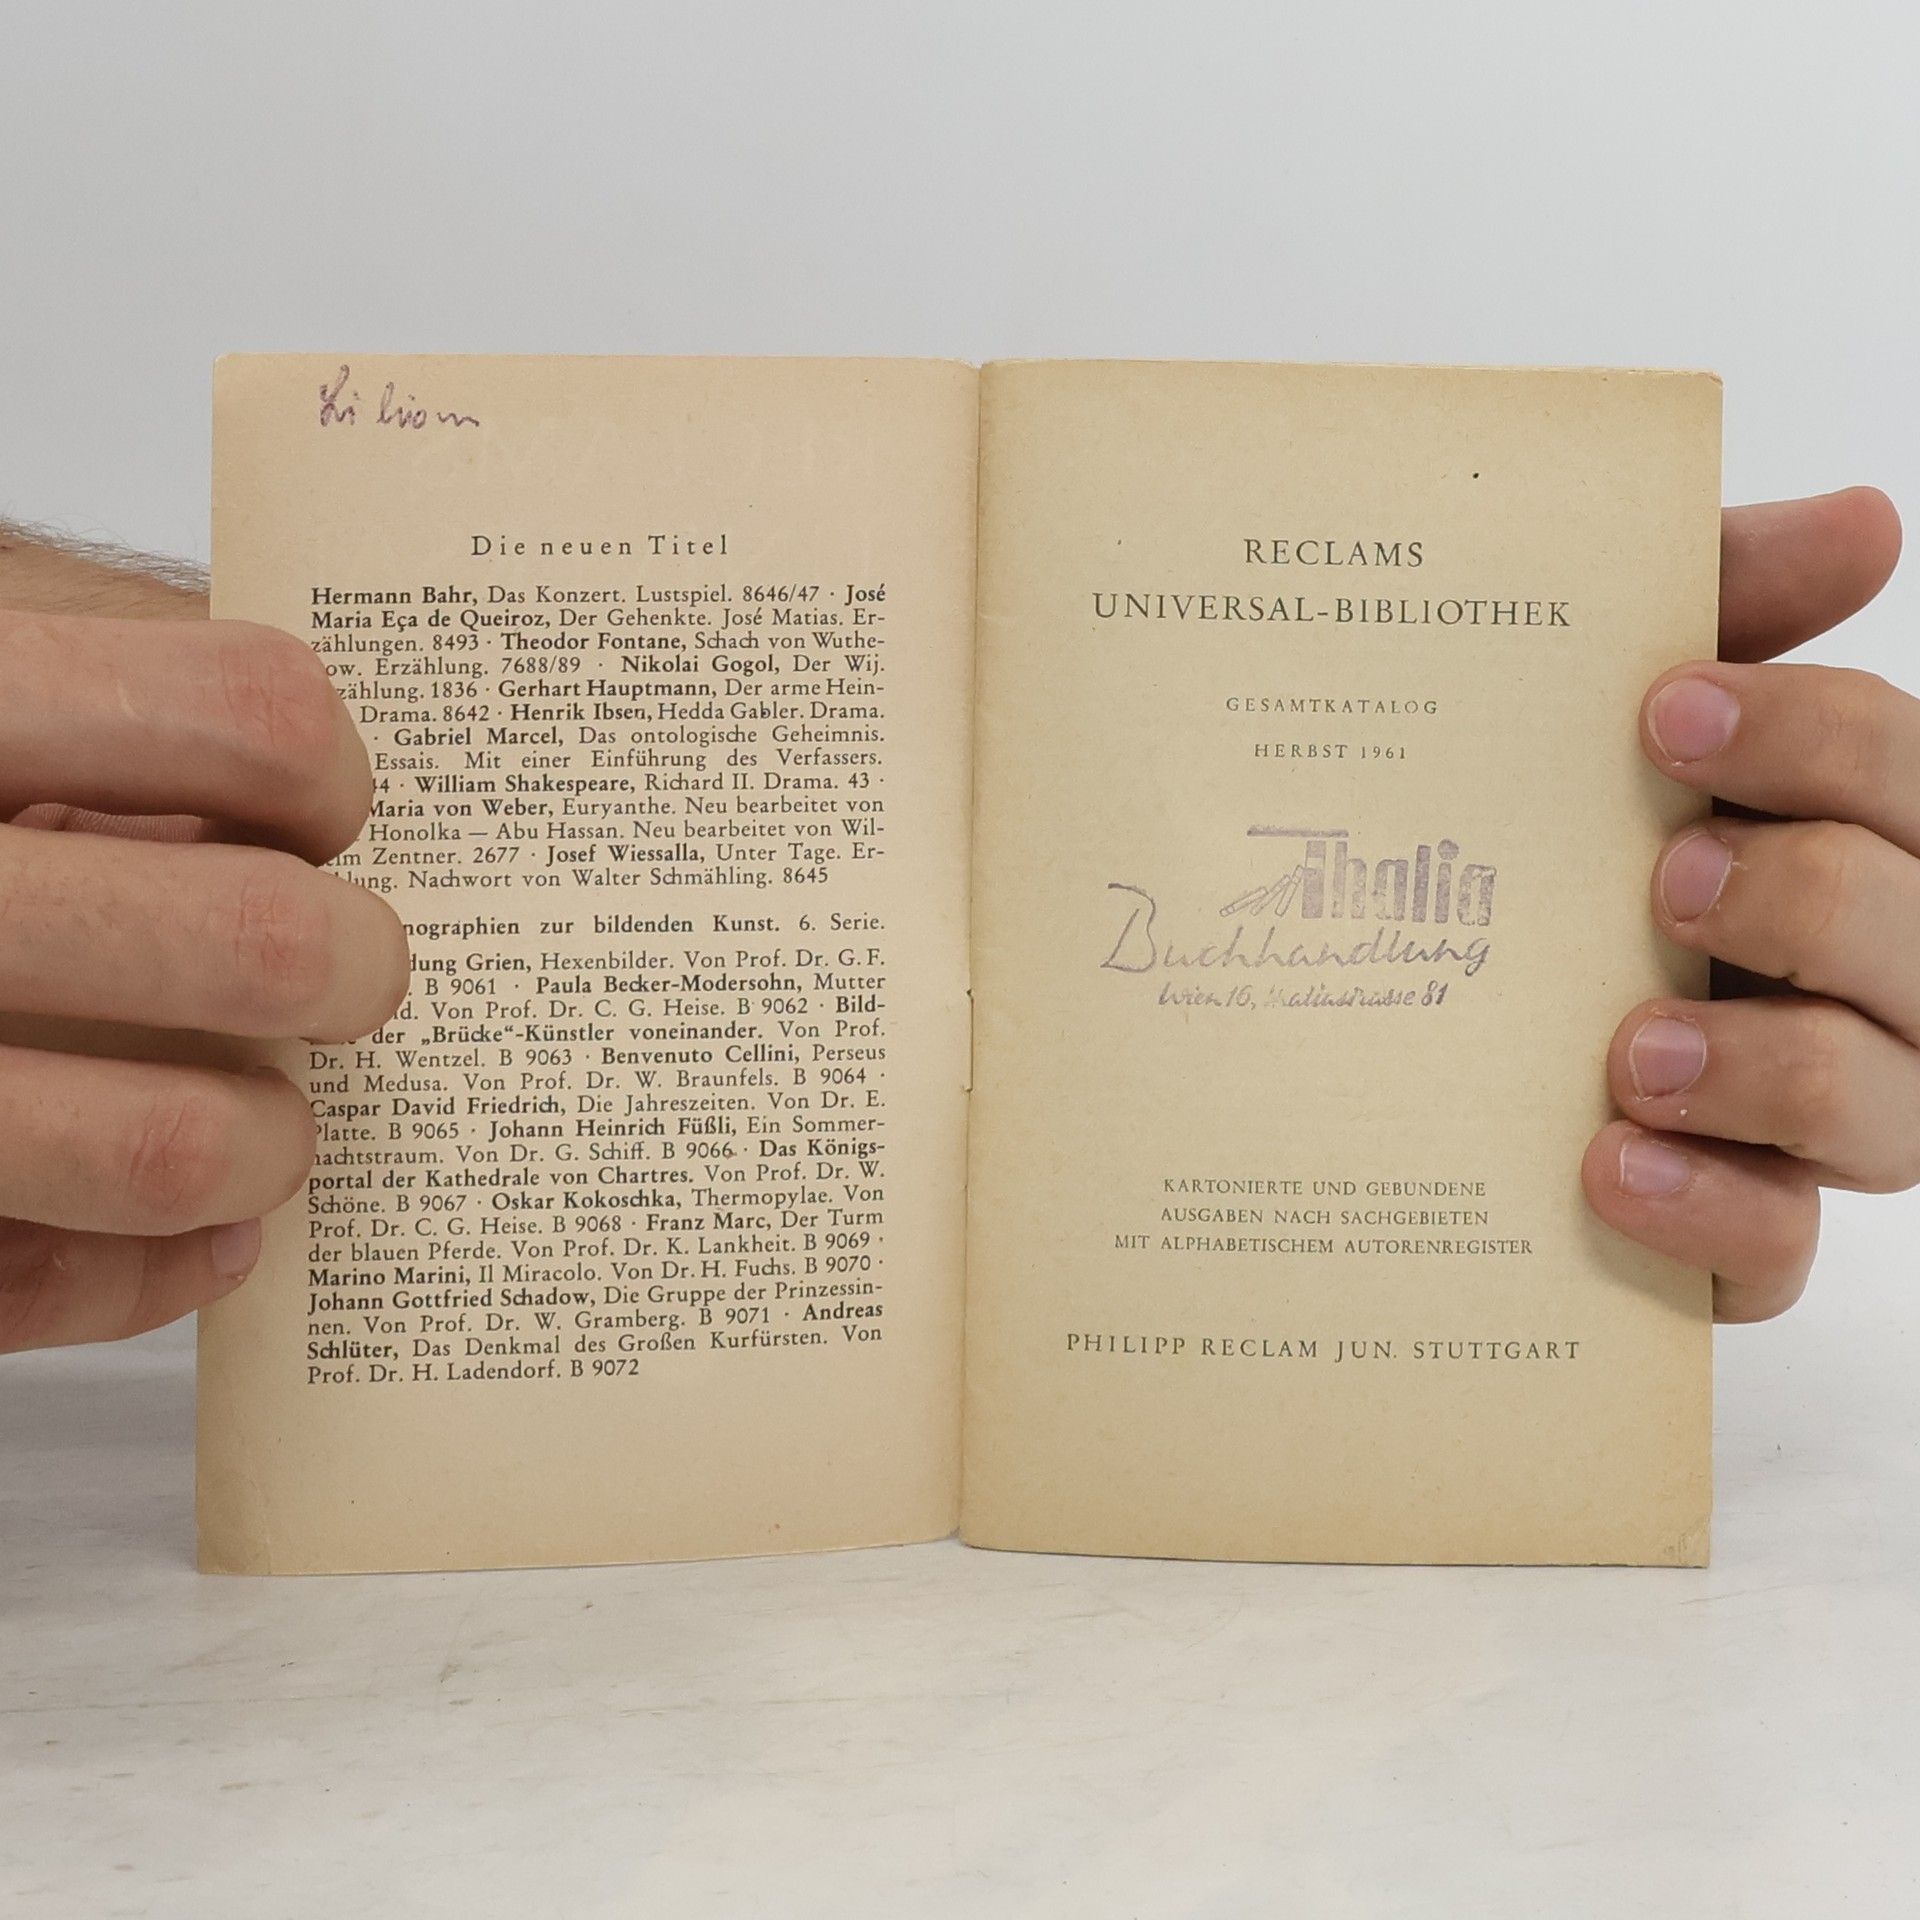 Die neuen Titel
Hermann Bahr, Das Konzert. Lustspiel. 8646/47 · José
Maria Eça de Queiroz, Der Gehenkte. José Matias. Er-
zählungen. 8493 · Theodor Fontane, Schach von Wuthe-
ow. Erzählung. 7688/89 · Nikolai Gogol, Der Wij.
zählung. 1836 · Gerhart Hauptmann, Der arme Hein-
Drama. 8642 · Henrik Ibsen, Hedda Gabler. Drama.
· Gabriel Marcel, Das ontologische Geheimnis.
Essais. Mit einer Einführung des Verfassers.
44 · William Shakespeare, Richard II. Drama. 43 ·
Maria von Weber, Euryanthe. Neu bearbeitet von
Honolka — Abu Hassan. Neu bearbeitet von Wil-
elm Zentner. 2677 · Josef Wiessalla, Unter Tage. Er-
hlung. Nachwort von Walter Schmähling. 8645
nographien zur bildenden Kunst. 6. Serie.
dung Grien, Hexenbilder. Von Prof. Dr. G. F.
B 9061 · Paula Becker-Modersohn, Mutter
d. Von Prof. Dr. C. G. Heise. B 9062 · Bild-
der „Brücke“-Künstler voneinander. Von Prof.
Dr. H. Wentzel. B 9063 · Benvenuto Cellini, Perseus
und Medusa. Von Prof. Dr. W. Braunfels. B 9064 ·
Caspar David Friedrich, Die Jahreszeiten. Von Dr. E.
Platte. B 9065 · Johann Heinrich Füßli, Ein Sommer-
nachtstraum. Von Dr. G. Schiff. B 9066 · Das Königs-
portal der Kathedrale von Chartres. Von Prof. Dr. W.
Schöne. B 9067 · Oskar Kokoschka, Thermopylae. Von
Prof. Dr. C. G. Heise. B 9068 · Franz Marc, Der Turm
der blauen Pferde. Von Prof. Dr. K. Lankheit. B 9069 ·
Marino Marini, Il Miracolo. Von Dr. H. Fuchs. B 9070 ·
Johann Gottfried Schadow, Die Gruppe der Prinzessin-
nen. Von Prof. Dr. W. Gramberg. B 9071 · Andreas
Schlüter, Das Denkmal des Großen Kurfürsten. Von
Prof. Dr. H. Ladendorf. B 9072
RECLAMS
UNIVERSAL-BIBLIOTHEK
GESAMTKATALOG
HERBST 1961
Thalia
Buchhandlung
Wien 16, Thaliastrasse 81
KARTONIERTE UND GEBUNDENE
AUSGABEN NACH SACHGEBIETEN
MIT ALPHABETISCHEM AUTORENREGISTER
PHILIPP RECLAM JUN. STUTTGART